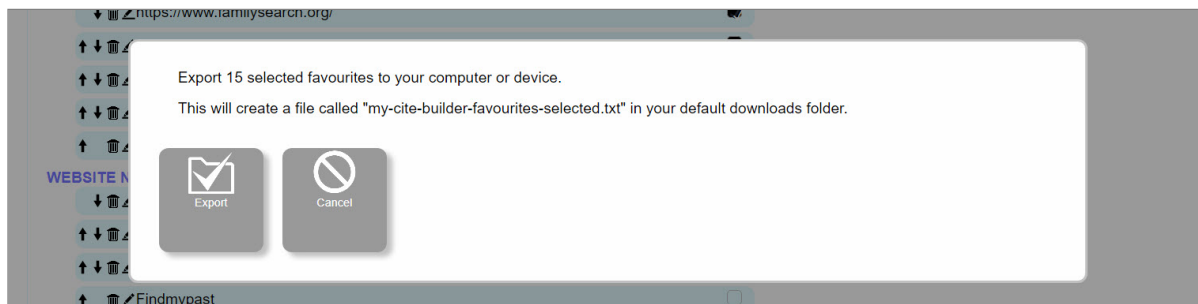 https://www.familysearch.org/
Export 15 selected favourites to your computer or device.
This will create a file called "my-cite-builder-favourites-selected.txt" in your default downloads folder.
Export
Cancel
WEBSITE
Findmypast